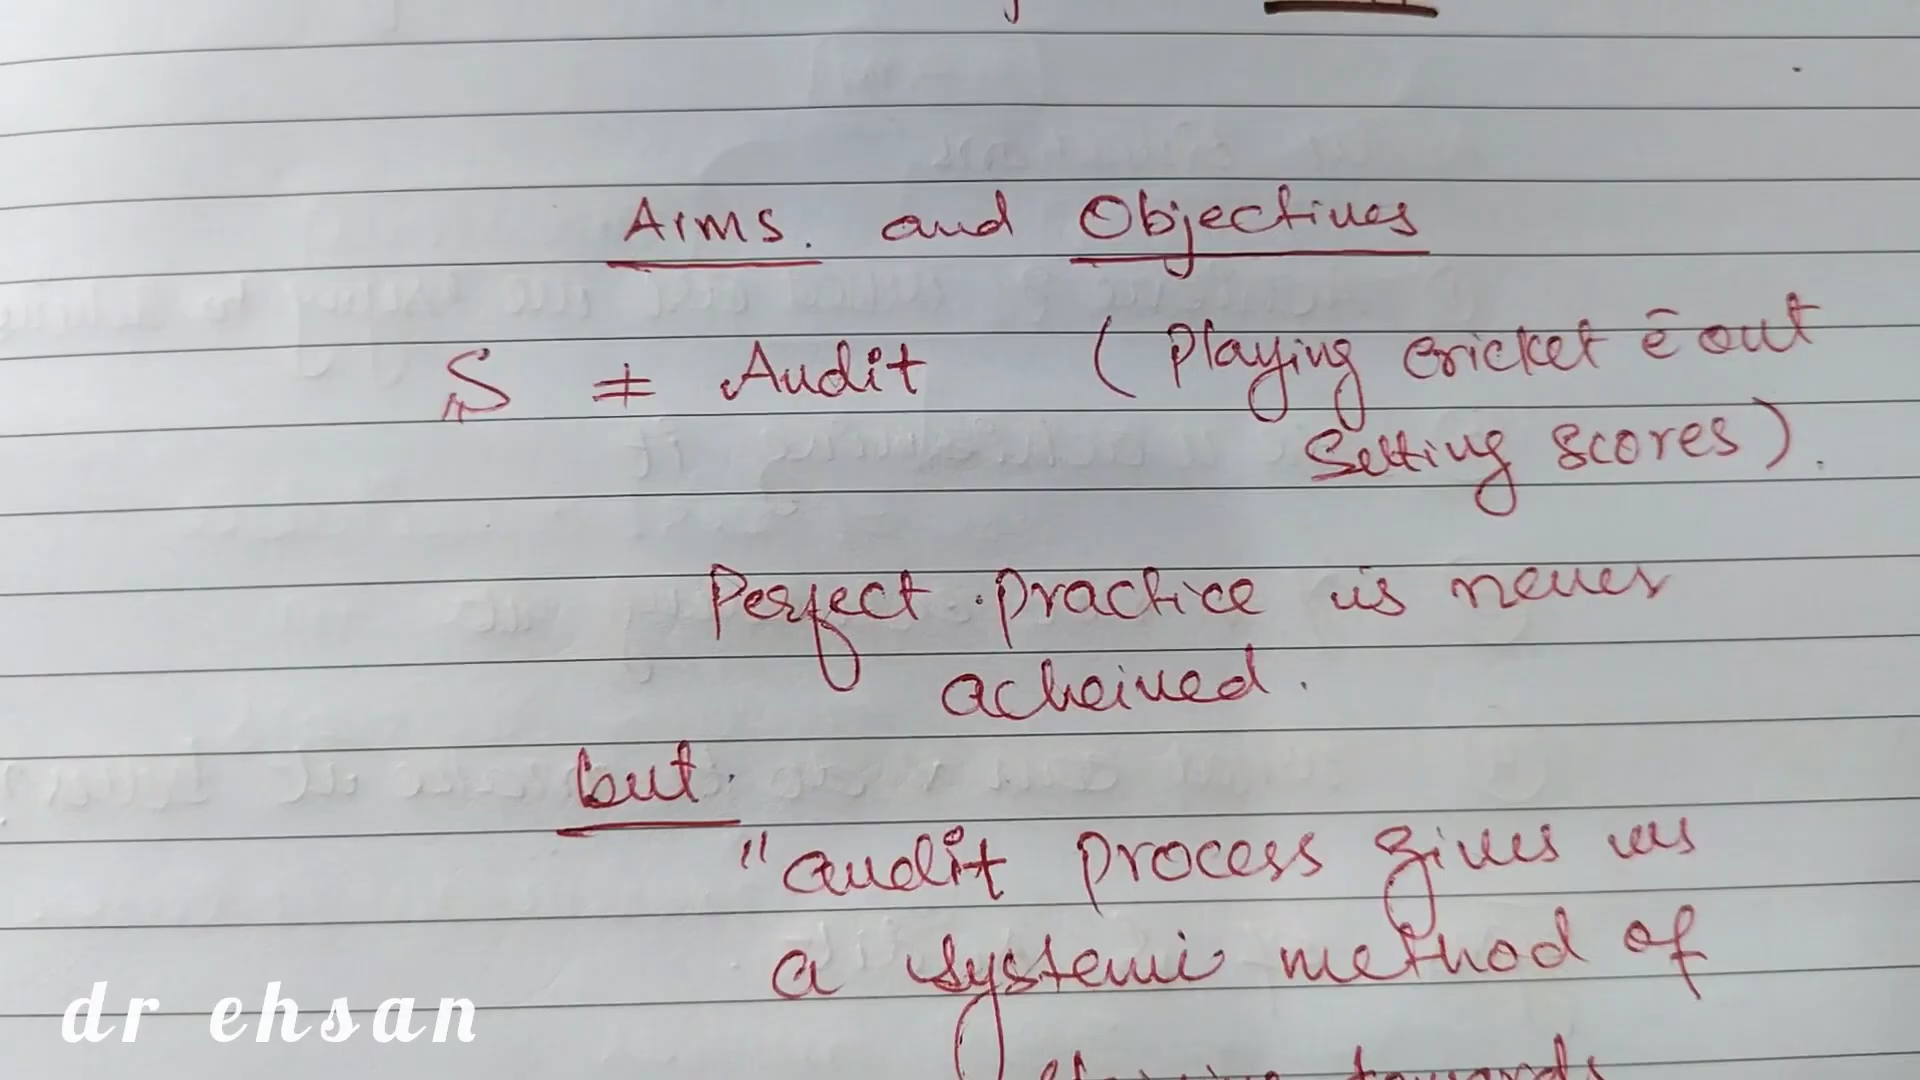 Aims. and Objectives
S ≠ Audit (Playing cricket c̄ out
Setting scores).
Perfect practice is never
acheived.
but.
"audit process gives us
a systemic method of
towards
dr ehsan